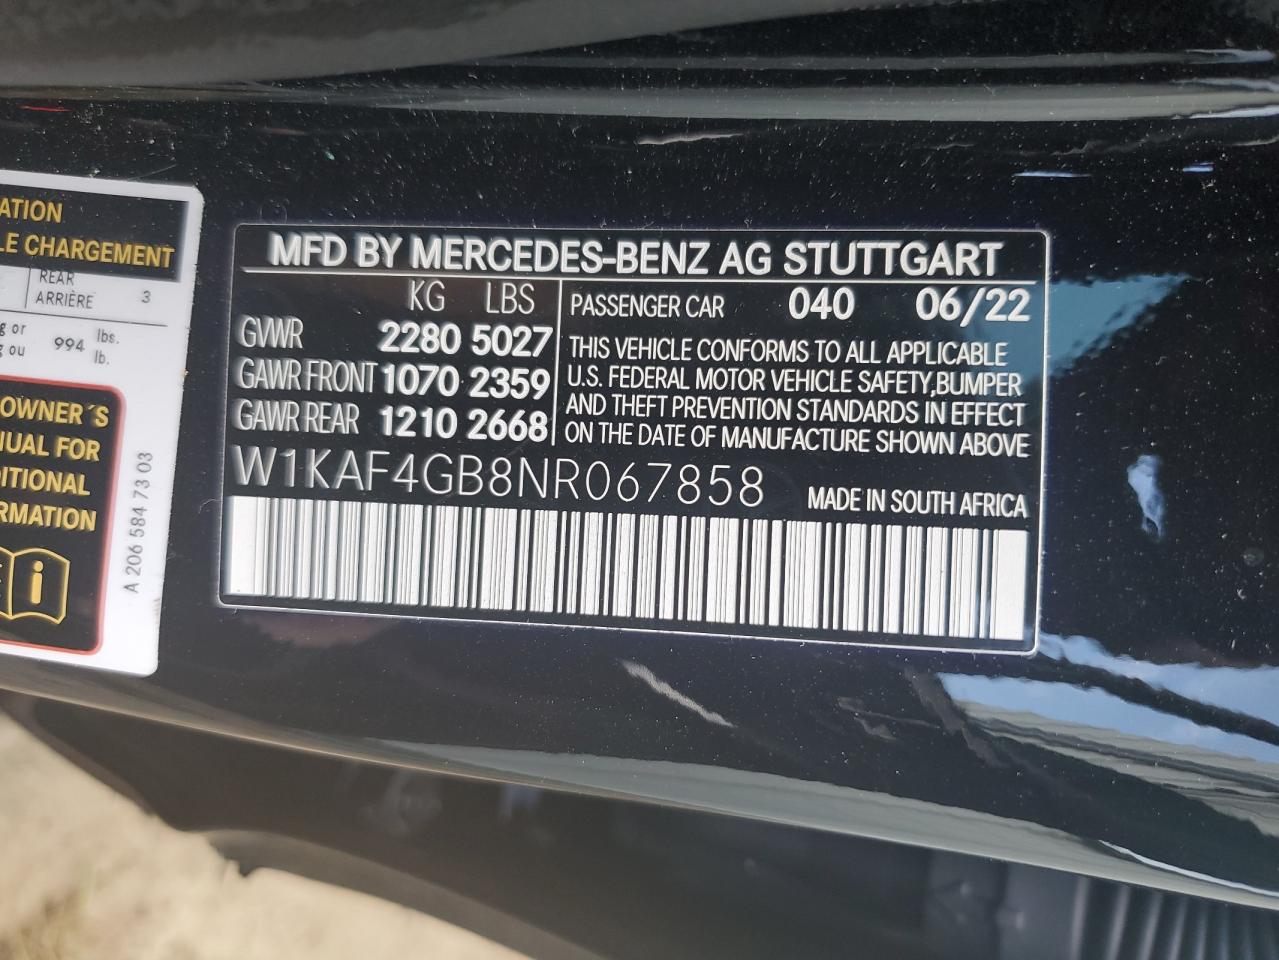 ATION
LE CHARGEMENT
REAR
ARRIÈRE 3
g or
g ou 994 lbs.
lb.
OWNER´S
NUAL FOR
DITIONAL
RMATION
i
A 206 584 73 03
MFD BY MERCEDES-BENZ AG STUTTGART
KG LBS
GVWR 2280 5027
GAWR FRONT 1070 2359
GAWR REAR 1210 2668
PASSENGER CAR 040 06/22
THIS VEHICLE CONFORMS TO ALL APPLICABLE
U.S. FEDERAL MOTOR VEHICLE SAFETY,BUMPER
AND THEFT PREVENTION STANDARDS IN EFFECT
ON THE DATE OF MANUFACTURE SHOWN ABOVE
W1KAF4GB8NR067858
MADE IN SOUTH AFRICA